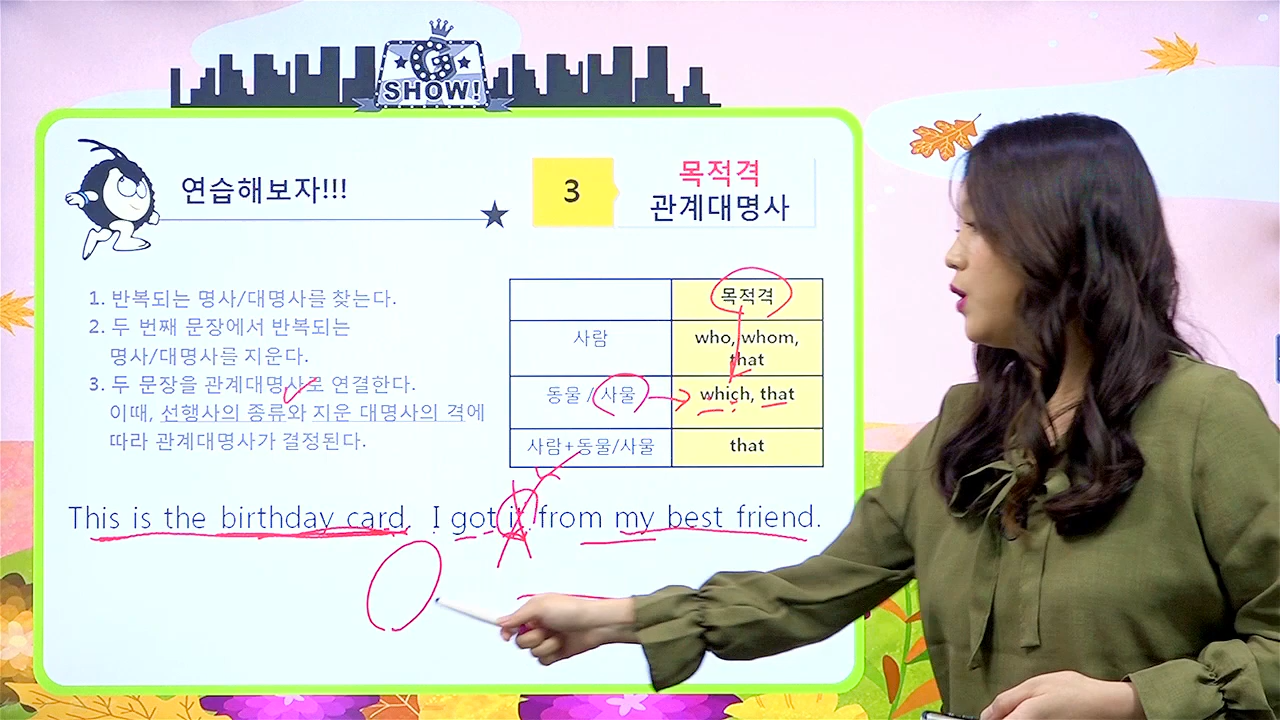 G
SHOW!
연습해보자!!!
3
목적격
관계대명사
1. 반복되는 명사/대명사를 찾는다.
2. 두 번째 문장에서 반복되는
명사/대명사를 지운다.
3. 두 문장을 관계대명사로 연결한다.
이때, 선행사의 종류와 지운 대명사의 격에
따라 관계대명사가 결정된다.
목적격
사람
who, whom,
that
동물 / 사물
which, that
사람+동물/사물
that
This is the birthday card. I got it from my best friend.